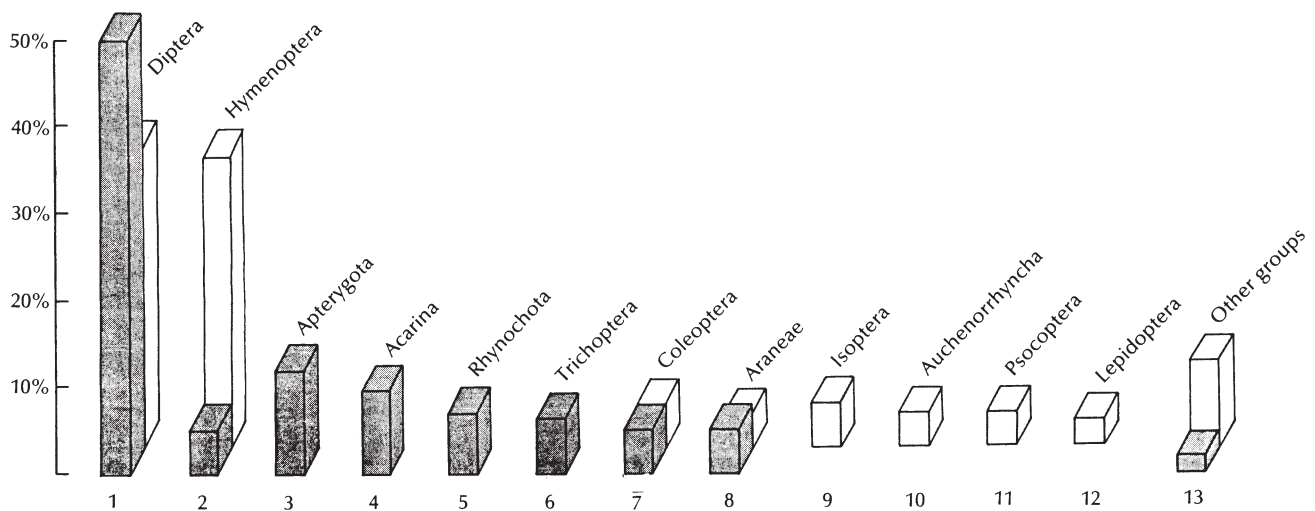 50%
40%
30%
20%
10%
Diptera
Hymenoptera
Apterygota
Acarina
Rhynochota
Trichoptera
Coleoptera
Araneae
Isoptera
Auchenorrhyncha
Psocoptera
Lepidoptera
Other groups
1 2 3 4 5 6 7 8 9 10 11 12 13